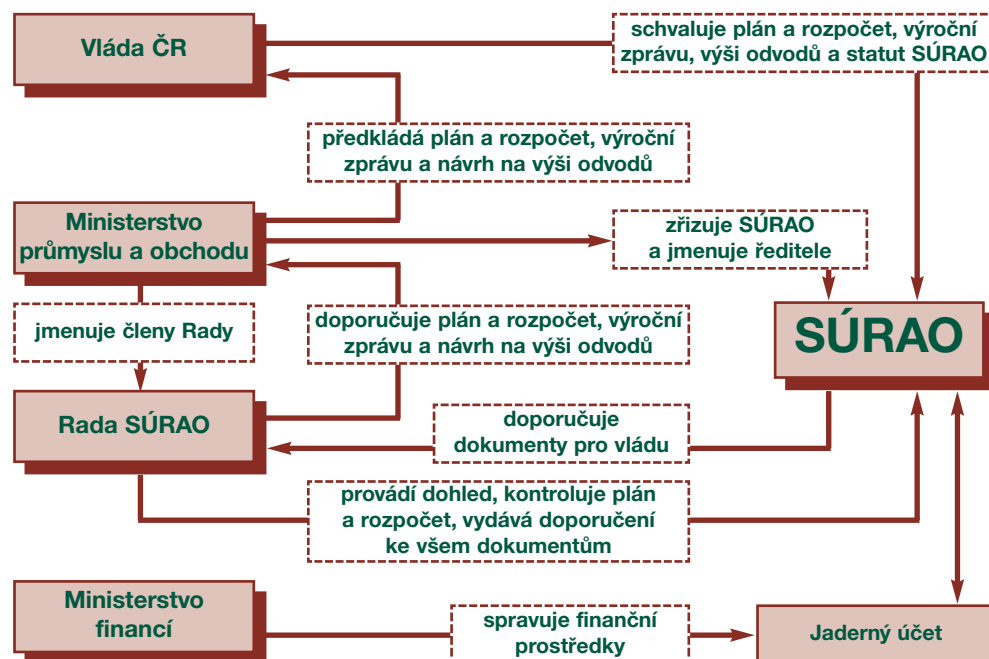 Vláda ČR
schvaluje plán a rozpočet, výroční
zprávu, výši odvodů a statut SÚRAO
předkládá plán a rozpočet, výroční
zprávu a návrh na výši odvodů
Ministerstvo
průmyslu a obchodu
zřizuje SÚRAO
a jmenuje ředitele
jmenuje členy Rady
doporučuje plán a rozpočet, výroční
zprávu a návrh na výši odvodů
SÚRAO
Rada SÚRAO
doporučuje
dokumenty pro vládu
provádí dohled, kontroluje plán
a rozpočet, vydává doporučení
ke všem dokumentům
Ministerstvo
financí
spravuje finanční
prostředky
Jaderný účet